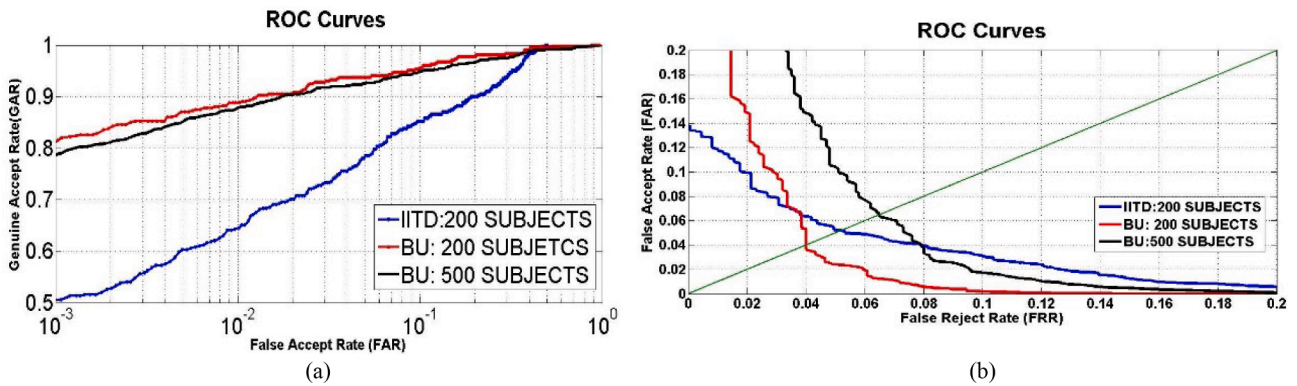 ROC Curves
Genuine Accept Rate(GAR)
1
0.9
0.8
0.7
0.6
0.5
IITD:200 SUBJECTS
BU: 200 SUBJETCS
BU: 500 SUBJECTS
10^-3
10^-2
10^-1
10^0
False Accept Rate (FAR)
(a)
ROC Curves
False Accept Rate (FAR)
0.2
0.18
0.16
0.14
0.12
0.1
0.08
0.06
0.04
0.02
0
IITD:200 SUBJECTS
BU: 200 SUBJECTS
BU:500 SUBJECTS
0 0.02 0.04 0.06 0.08 0.1 0.12 0.14 0.16 0.18 0.2
False Reject Rate (FRR)
(b)